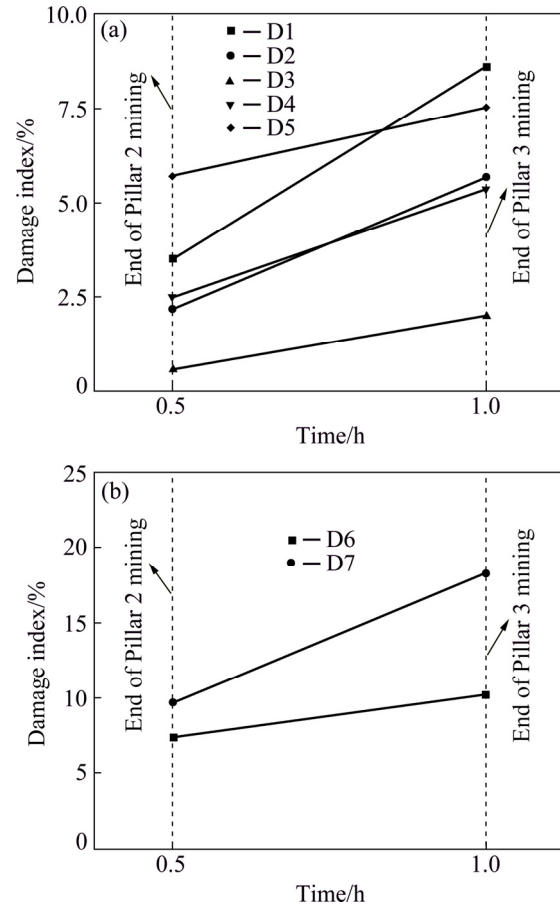 (a)
D1
D2
D3
D4
D5
10.0
7.5
5.0
2.5
0
Damage index/%
End of Pillar 2 mining
End of Pillar 3 mining
0.5
1.0
Time/h
(b)
D6
D7
25
20
15
10
5
0
Damage index/%
End of Pillar 2 mining
End of Pillar 3 mining
0.5
1.0
Time/h